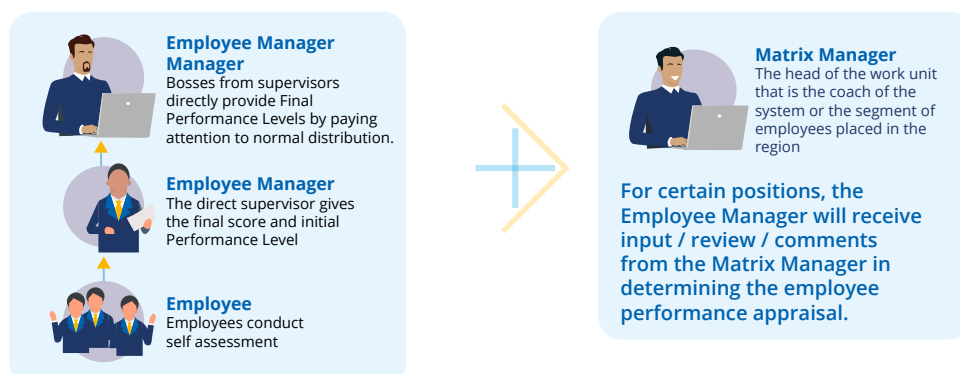 Employee Manager
Manager
Bosses from supervisors
directly provide Final
Performance Levels by paying
attention to normal distribution.
Employee Manager
The direct supervisor gives
the final score and initial
Performance Level
Employee
Employees conduct
self assessment
Matrix Manager
The head of the work unit
that is the coach of the
system or the segment of
employees placed in the
region
For certain positions, the
Employee Manager will receive
input / review / comments
from the Matrix Manager in
determining the employee
performance appraisal.